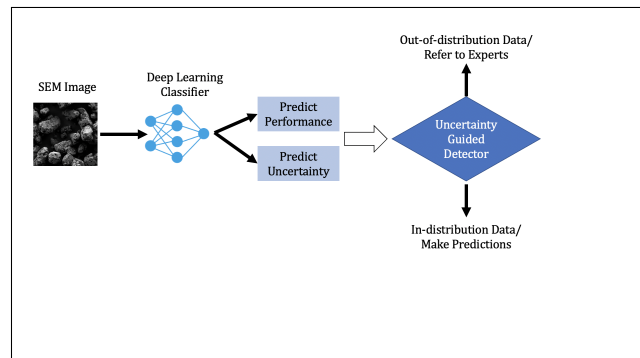 SEM Image
Deep Learning
Classifier
Predict
Performance
Predict
Uncertainty
Out-of-distribution Data/
Refer to Experts
Uncertainty
Guided
Detector
In-distribution Data/
Make Predictions